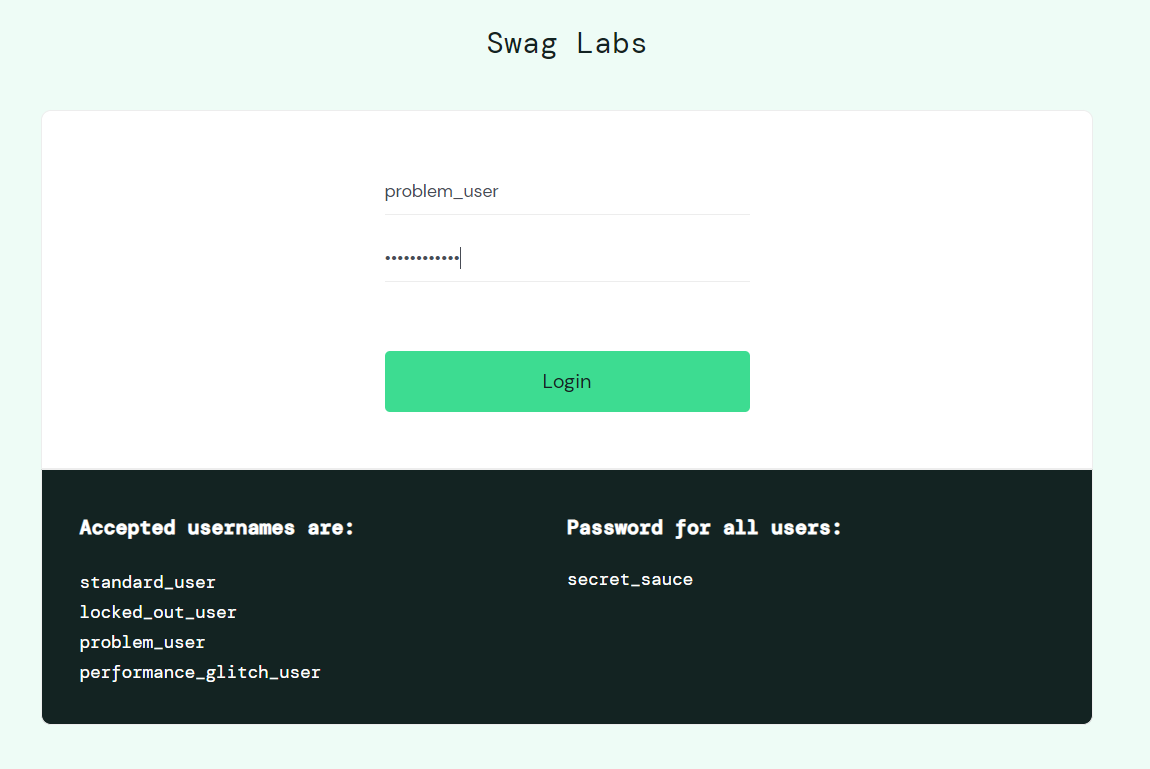 Swag Labs
problem_user
••••••••••••
Login
Accepted usernames are:
standard_user
locked_out_user
problem_user
performance_glitch_user
Password for all users:
secret_sauce